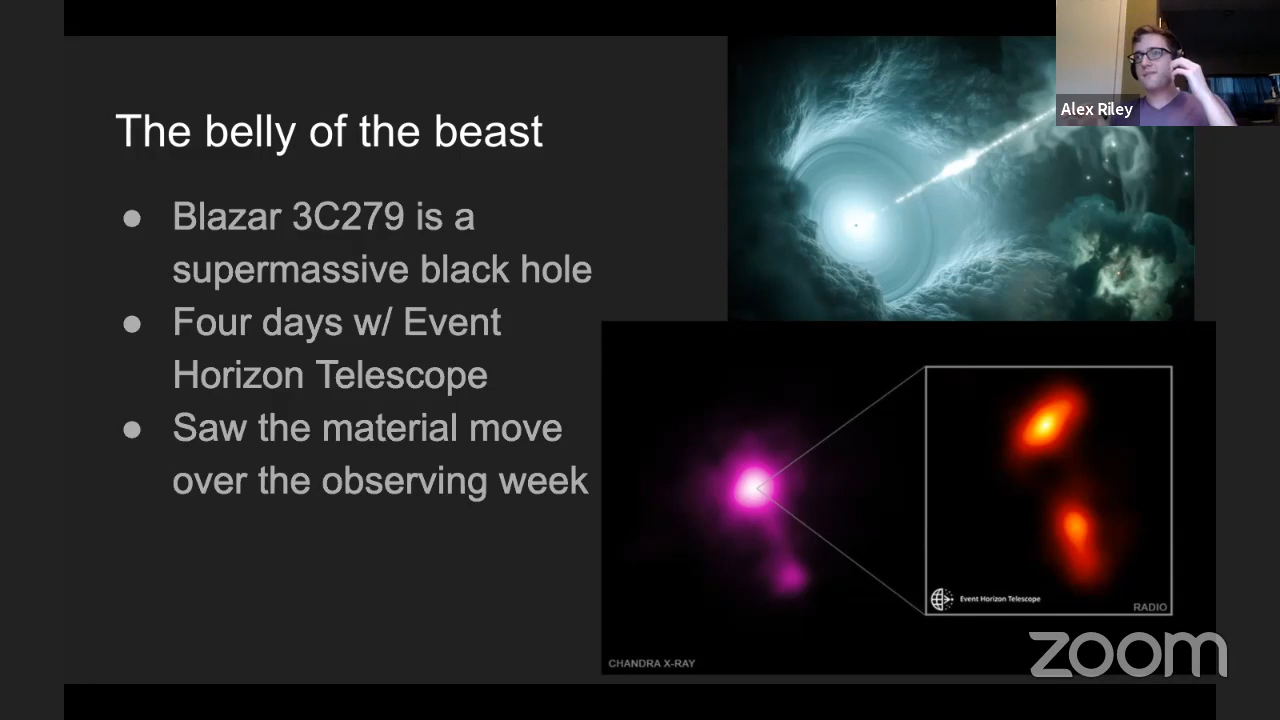 Alex Riley
The belly of the beast
● Blazar 3C279 is a
supermassive black hole
● Four days w/ Event
Horizon Telescope
● Saw the material move
over the observing week
Event Horizon Telescope
RADIO
CHANDRA X-RAY
zoom